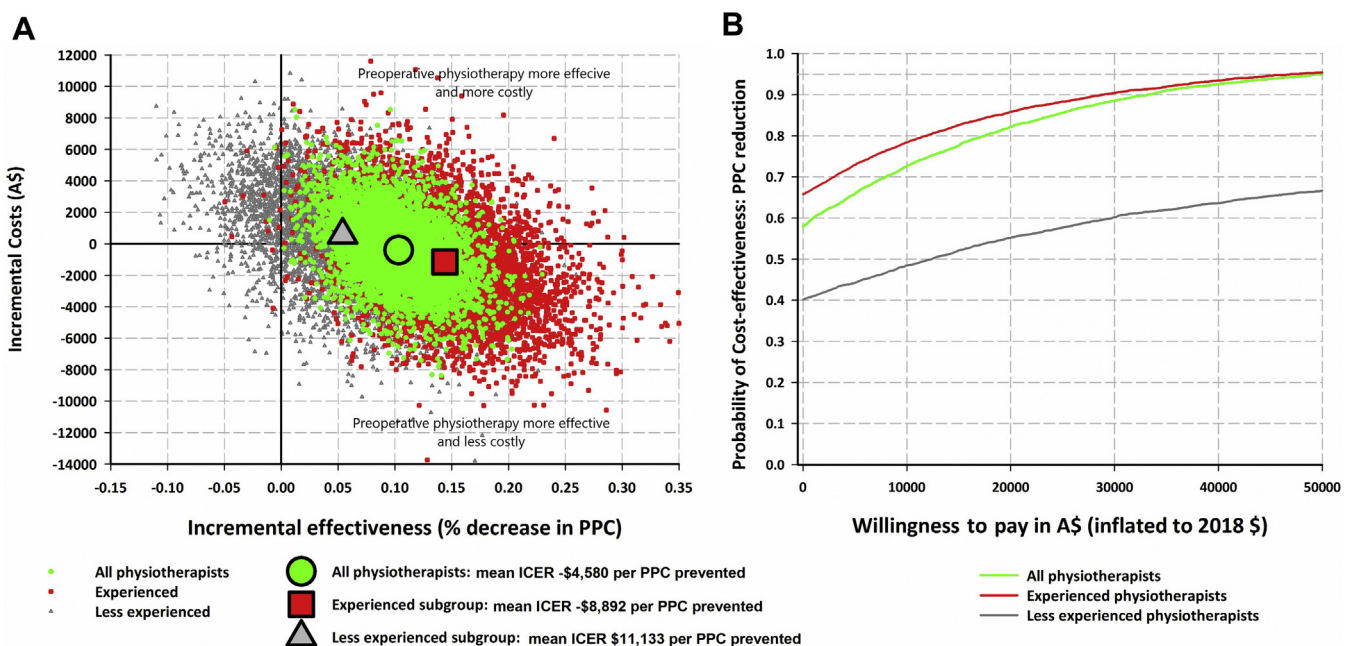 A
12000
10000
8000
6000
4000
2000
0
-2000
-4000
-6000
-8000
-10000
-12000
-14000
Incremental Costs (A$)
Preoperative physiotherapy more effecive
and more costly
Preoperative physiotherapy more effective
and less costly
-0.15 -0.10 -0.05 0.00 0.05 0.10 0.15 0.20 0.25 0.30 0.35
Incremental effectiveness (% decrease in PPC)
All physiotherapists
Experienced
Less experienced
All physiotherapists: mean ICER -$4,580 per PPC prevented
Experienced subgroup: mean ICER -$8,892 per PPC prevented
Less experienced subgroup: mean ICER $11,133 per PPC prevented
B
1.0
0.9
0.8
0.7
0.6
0.5
0.4
0.3
0.2
0.1
0.0
Probability of Cost-effectiveness: PPC reduction
0 10000 20000 30000 40000 50000
Willingness to pay in A$ (inflated to 2018 $)
All physiotherapists
Experienced physiotherapists
Less experienced physiotherapists